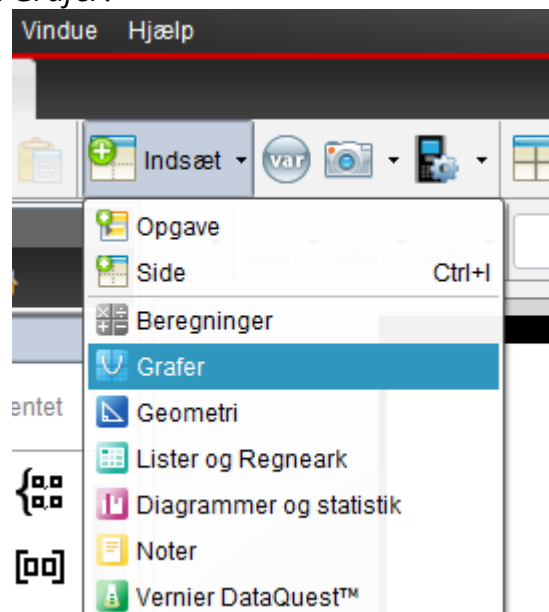 Grafer.
Vindue Hjælp
Indsæt var
Opgave
Side Ctrl+I
Beregninger
Grafer
entet
Geometri
Lister og Regneark
Diagrammer og statistik
Noter
Vernier DataQuest™